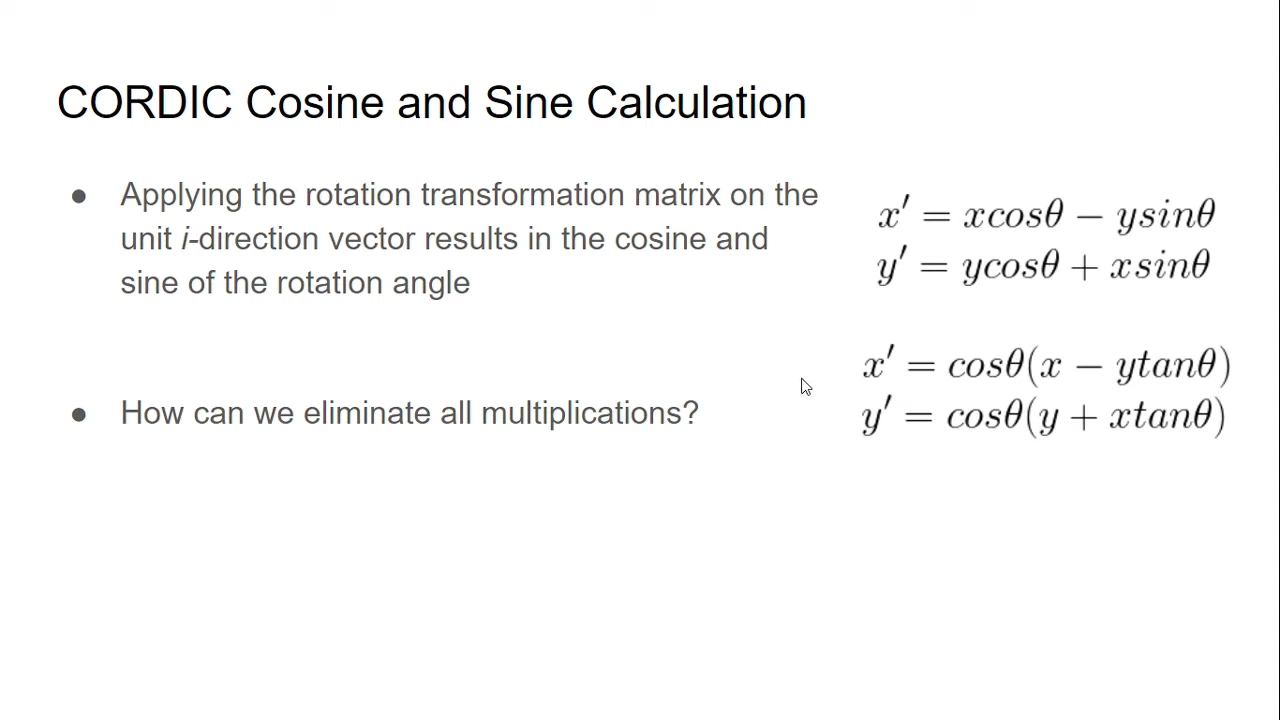 CORDIC Cosine and Sine Calculation
● Applying the rotation transformation matrix on the
unit i-direction vector results in the cosine and
sine of the rotation angle
● How can we eliminate all multiplications?
x′ = xcosθ − ysinθ
y′ = ycosθ + xsinθ
x′ = cosθ(x − ytanθ)
y′ = cosθ(y + xtanθ)